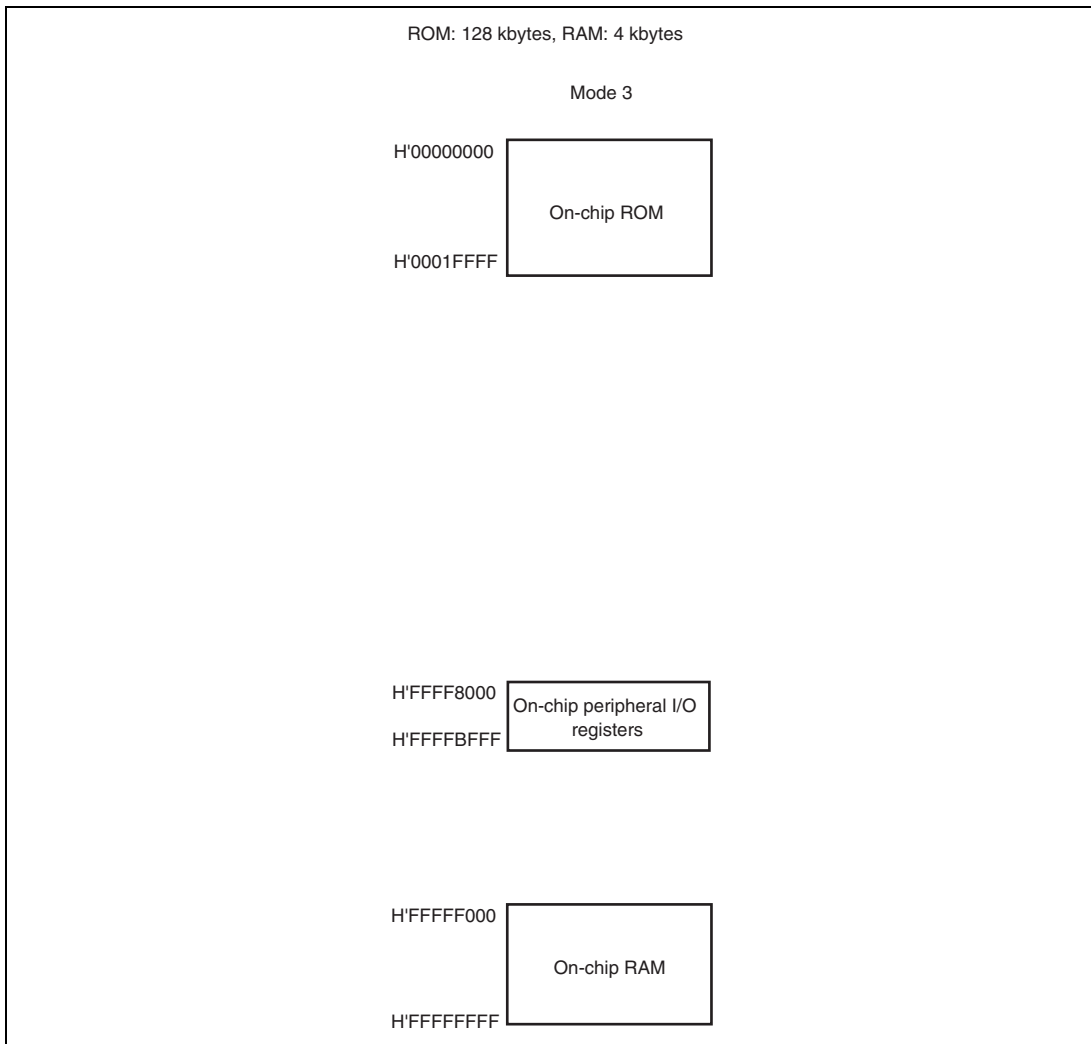 ROM: 128 kbytes, RAM: 4 kbytes
Mode 3
H'00000000
On-chip ROM
H'0001FFFF
H'FFFF8000
On-chip peripheral I/O
registers
H'FFFFBFFF
H'FFFFF000
On-chip RAM
H'FFFFFFFF